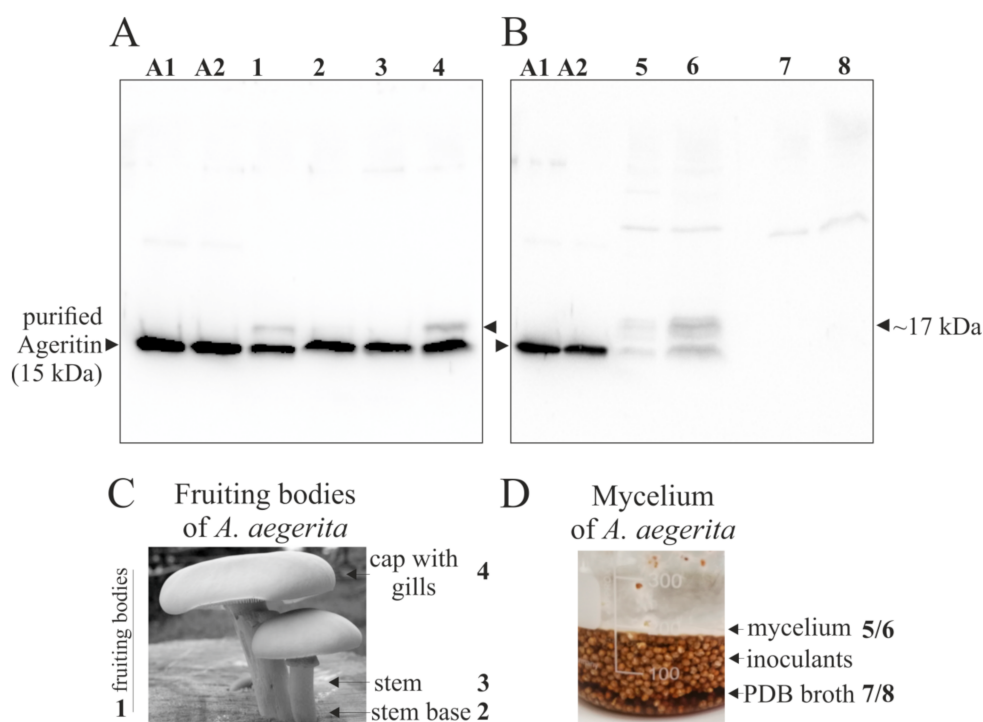 A
B
A1 A2 1 2 3 4
A1 A2 5 6 7 8
purified
Ageritin
(15 kDa)
~17 kDa
C
Fruiting bodies
of A. aegerita
1 fruiting bodies
cap with
gills
4
stem 3
stem base 2
D
Mycelium
of A. aegerita
300
100
mycelium 5/6
inoculants
PDB broth 7/8